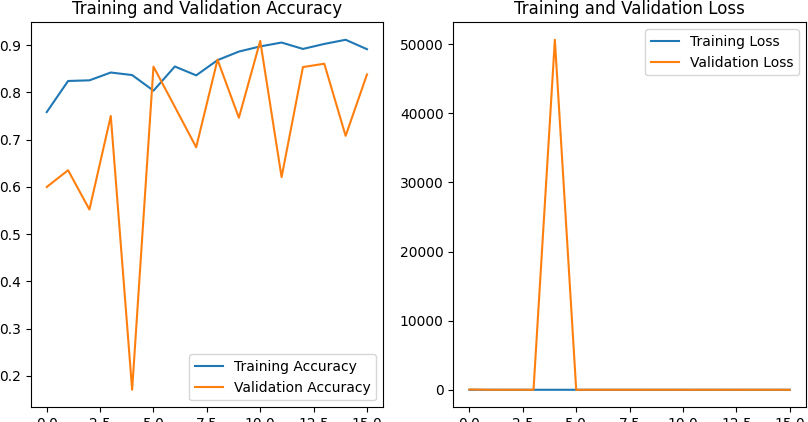 Training and Validation Accuracy
0.9
0.8
0.7
0.6
0.5
0.4
0.3
0.2
0.0 2.5 5.0 7.5 10.0 12.5 15.0
Training Accuracy
Validation Accuracy
Training and Validation Loss
50000
40000
30000
20000
10000
0
0.0 2.5 5.0 7.5 10.0 12.5 15.0
Training Loss
Validation Loss